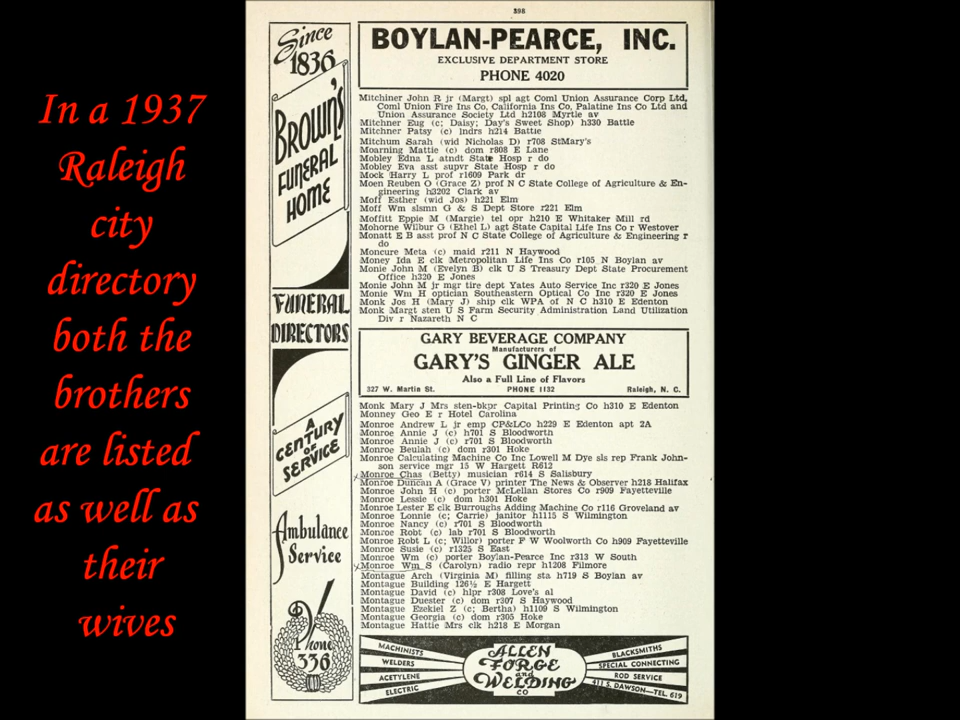 In a 1937
Raleigh
city
directory
both the
brothers
are listed
as well as
their
wives
398
Since
1836
BROWN'S
FUNERAL
HOME
FUNERAL
DIRECTORS
A
CENTURY
OF
SERVICE
Ambulance
Service
Phone
336
BOYLAN-PEARCE, INC.
EXCLUSIVE DEPARTMENT STORE
PHONE 4020
Mitchiner John R jr (Margt) spl agt Coml Union Assurance Corp Ltd,
Coml Union Fire Ins Co, California Ins Co, Palatine Ins Co Ltd and
Union Assurance Society Ltd h2108 Myrtle av
Mitchner Eug (c; Daisy; Day's Sweet Shop) h330 Battle
Mitchner Patsy (c) lndrs h214 Battle
Mitchum Sarah (wid Nicholas D) r708 StMary's
Moarning Mattie (c) dom r808 E Lane
Mobley Edna L atndt State Hosp r do
Mobley Eva asst supvr State Hosp r do
Mock Harry L prof r1609 Park dr
Moen Reuben O (Grace Z) prof N C State College of Agriculture & En-
gineering h3202 Clark av
Moff Esther (wid Jos) h221 Elm
Moff Wm slsmn G & S Dept Store r221 Elm
Moffitt Eppie M (Margie) tel opr h210 E Whitaker Mill rd
Mohorne Wilbur G (Ethel L) agt State Capital Life Ins Co r Westover
Monatt E B asst prof N C State College of Agriculture & Engineering r
do
Moncure Meta (c) maid r211 N Haywood
Money Ida E clk Metropolitan Life Ins Co r105 N Boylan av
Monie John M (Evelyn B) clk U S Treasury Dept State Procurement
Office h320 E Jones
Monie John M jr mgr tire dept Yates Auto Service Inc r320 E Jones
Monie Wm H optician Southeastern Optical Co Inc r320 E Jones
Monk Jos H (Mary J) ship clk WPA of N C h310 E Edenton
Monk Margt sten U S Farm Security Administration Land Utilization
Div r Nazareth N C
GARY BEVERAGE COMPANY
Manufacturers of
GARY'S GINGER ALE
Also a Full Line of Flavors
327 W. Martin St. PHONE 1132 Raleigh, N. C.
Monk Mary J Mrs sten-bkpr Capital Printing Co h310 E Edenton
Monney Geo E r Hotel Carolina
Monroe Andrew L jr emp CP&LCo h229 E Edenton apt 2A
Monroe Annie J (c) h701 S Bloodworth
Monroe Annie J (c) r701 S Bloodworth
Monroe Beulah (c) dom r301 Hoke
Monroe Calculating Machine Co Inc Lowell M Dye sls rep Frank John-
son service mgr 15 W Hargett R612
Monroe Chas (Betty) musician r614 S Salisbury
Monroe Duncan A (Grace V) printer The News & Observer h218 Halifax
Monroe John H (c) porter McLellan Stores Co r909 Fayetteville
Monroe Lessie (c) dom h301 Hoke
Monroe Lester E clk Burroughs Adding Machine Co r116 Groveland av
Monroe Lonnie (c; Carrie) janitor h1115 S Wilmington
Monroe Nancy (c) r701 S Bloodworth
Monroe Robt (c) lab r701 S Bloodworth
Monroe Robt L (c; Willor) porter F W Woolworth Co h909 Fayetteville
Monroe Susie (c) r1325 S East
Monroe Wm (c) porter Boylan-Pearce Inc r313 W South
Monroe Wm S (Carolyn) radio repr h1208 Filmore
Montague Arch (Virginia M) filling sta h719 S Boylan av
Montague Building 126½ E Hargett
Montague David (c) hlpr r308 Love's al
Montague Duester (c) dom r307 S Haywood
Montague Ezekiel Z (c; Bertha) h1109 S Wilmington
Montague Georgia (c) dom r305 Hoke
Montague Hattie Mrs clk h218 E Morgan
MACHINISTS
WELDERS
ACETYLENE
ELECTRIC
ALLEN
FORGE
and
WELDING
CO
BLACKSMITHS
SPECIAL CONNECTING
ROD SERVICE
411 S. DAWSON—TEL. 619